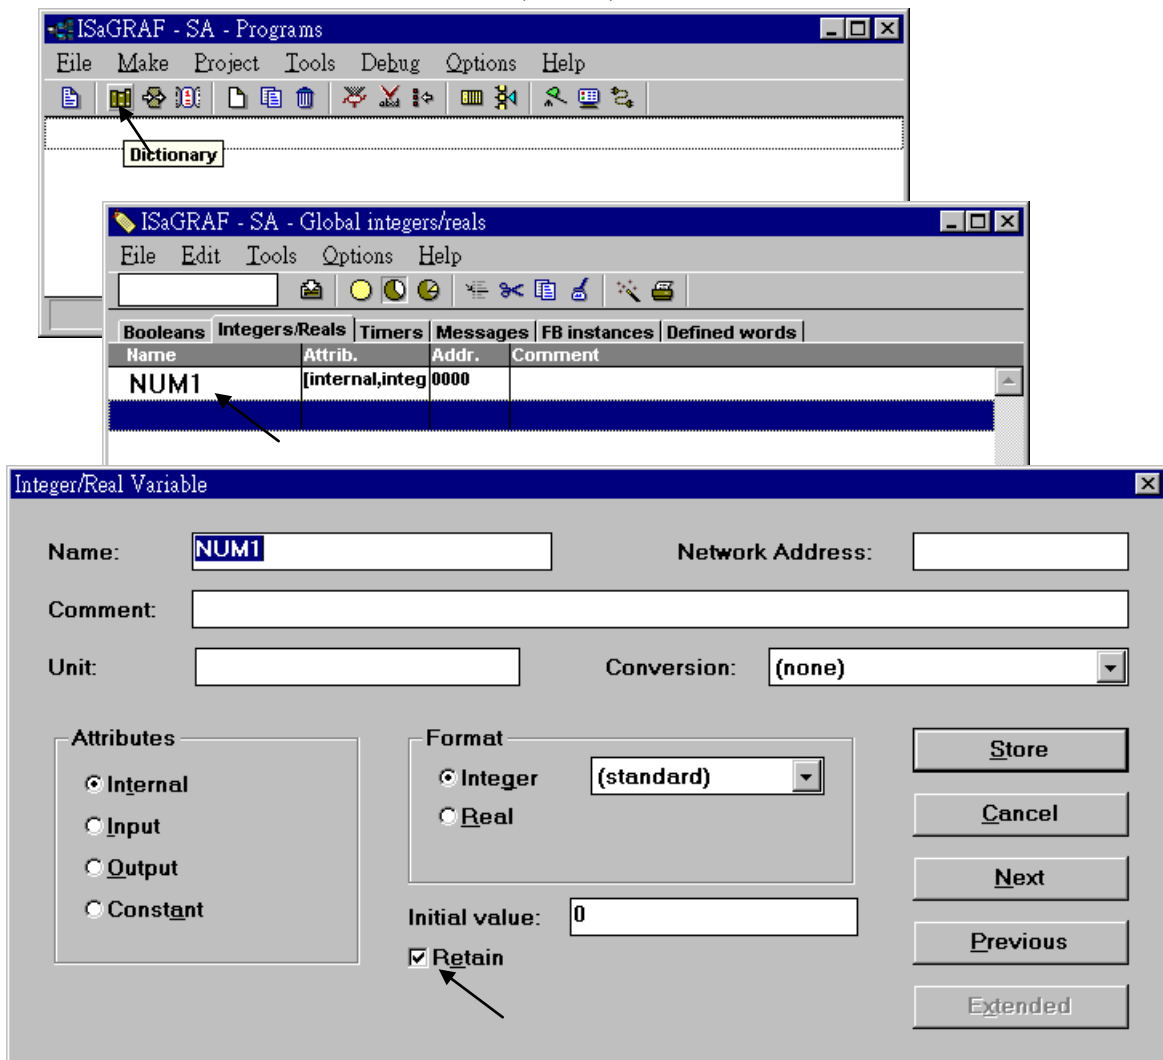 ISaGRAF - SA - Programs
File Make Project Tools Debug Options Help
Dictionary
ISaGRAF - SA - Global integers/reals
File Edit Tools Options Help
Booleans Integers/Reals Timers Messages FB instances Defined words
Name Attrib. Addr. Comment
NUM1 [internal,integ 0000
Integer/Real Variable
Name: NUM1 Network Address:
Comment:
Unit: Conversion: (none)
Attributes Format
Store
Internal Integer (standard)
Input Real Cancel
Output Next
Constant Initial value: 0
Retain Previous
Extended